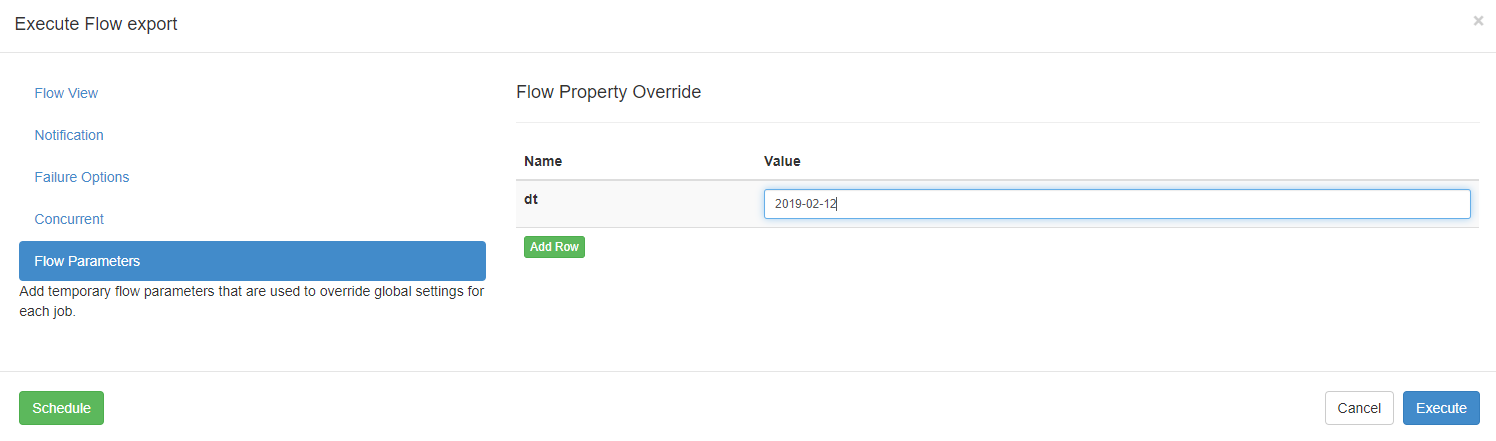 Execute Flow export
×
Flow View
Notification
Failure Options
Concurrent
Flow Parameters
Add temporary flow parameters that are used to override global settings for
each job.
Flow Property Override
Name Value
dt 2019-02-12
Add Row
Schedule
Cancel Execute